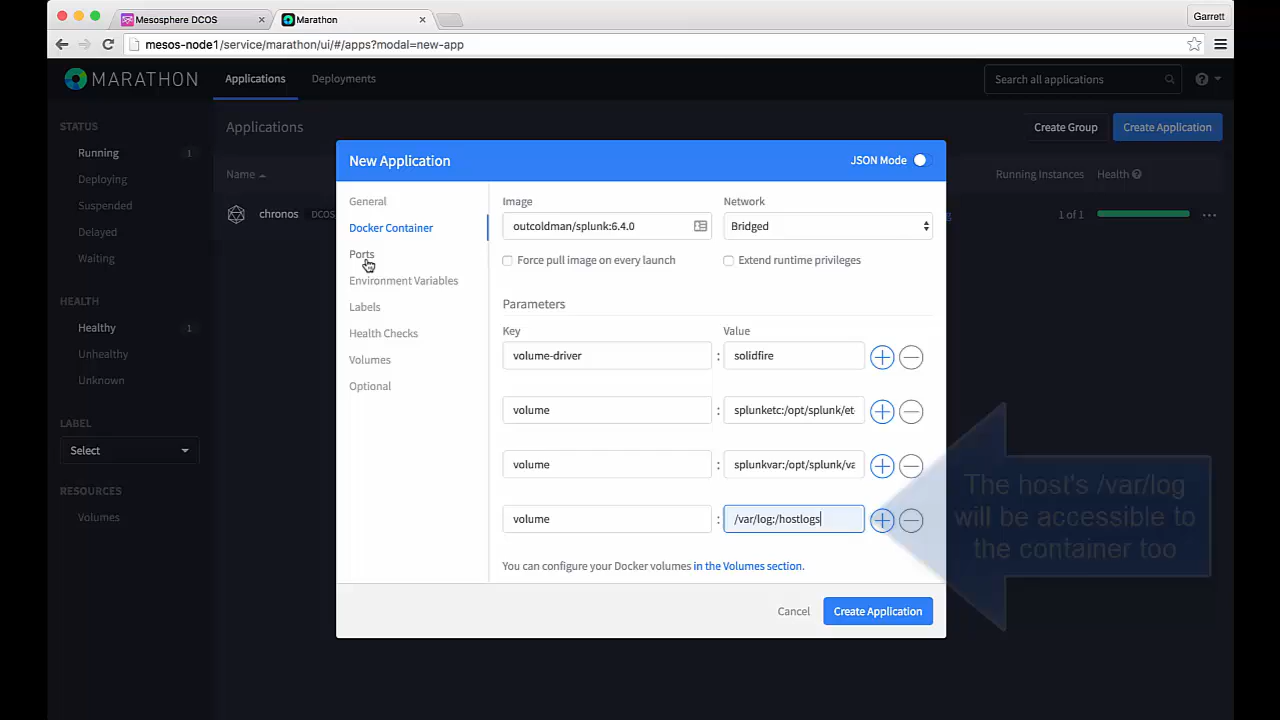 Mesosphere DCOS
Marathon
Garrett
mesos-node1/service/marathon/ui/#/apps?modal=new-app
MARATHON
Applications
Deployments
Search all applications
STATUS
Running 1
Deploying
Suspended
Delayed
Waiting
HEALTH
Healthy 1
Unhealthy
Unknown
LABEL
Select
RESOURCES
Volumes
Applications
Create Group
Create Application
Name
Running Instances
Health
chronos
DCOS
1 of 1
New Application
JSON Mode
General
Docker Container
Ports
Environment Variables
Labels
Health Checks
Volumes
Optional
Image
Network
outcoldman/splunk:6.4.0
Bridged
Force pull image on every launch
Extend runtime privileges
Parameters
Key
Value
volume-driver : solidfire
volume : splunketc:/opt/splunk/et
volume : splunkvar:/opt/splunk/va
volume : /var/log:/hostlogs
You can configure your Docker volumes in the Volumes section.
Cancel
Create Application
The host's /var/log
will be accessible to
the container too